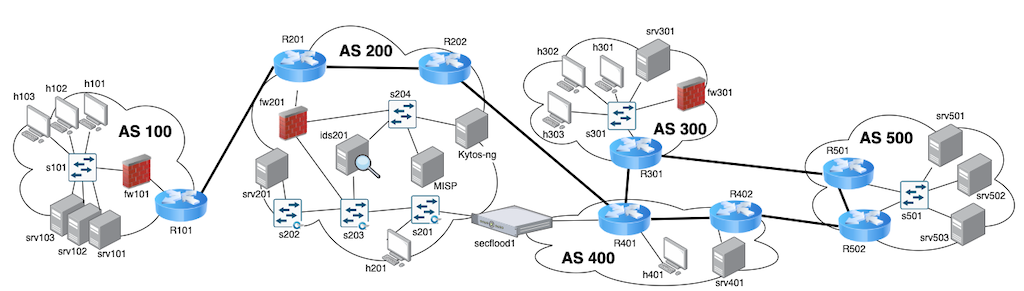 R201
AS 200
R202
h103
h102
h101
AS 100
s101
fw101
srv103
srv102
srv101
R101
fw201
s204
ids201
Kytos-ng
MISP
srv201
s202
s203
s201
h201
secflood1
h302
h301
srv301
h303
s301
fw301
AS 300
R301
R401
R402
AS 400
h401
srv401
AS 500
srv501
R501
srv502
s501
srv503
R502